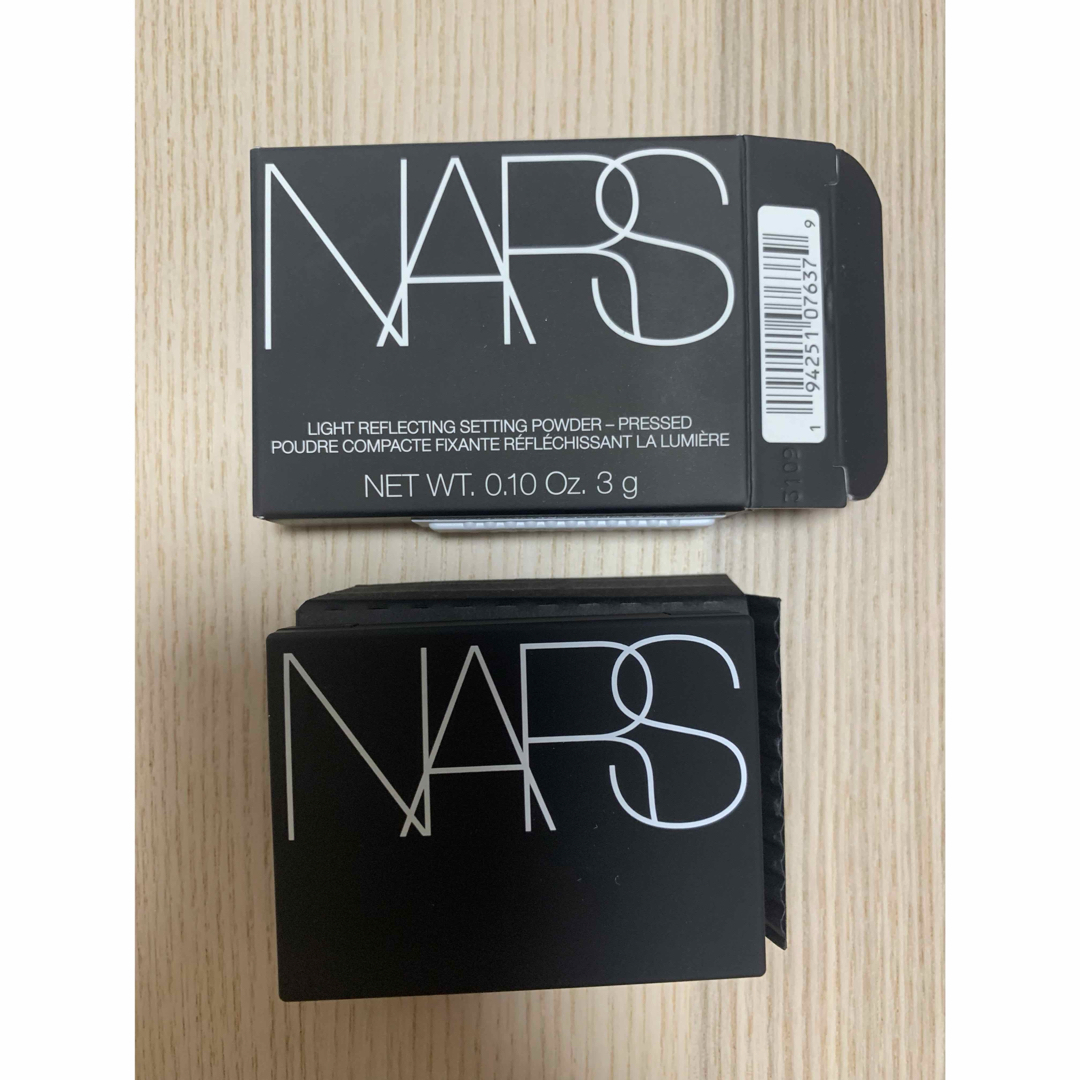 NARS
LIGHT REFLECTING SETTING POWDER – PRESSED
POUDRE COMPACTE FIXANTE RÉFLÉCHISSANT LA LUMIÈRE
NET WT. 0.10 Oz. 3 g
1 94251 07637 9
5109
NARS